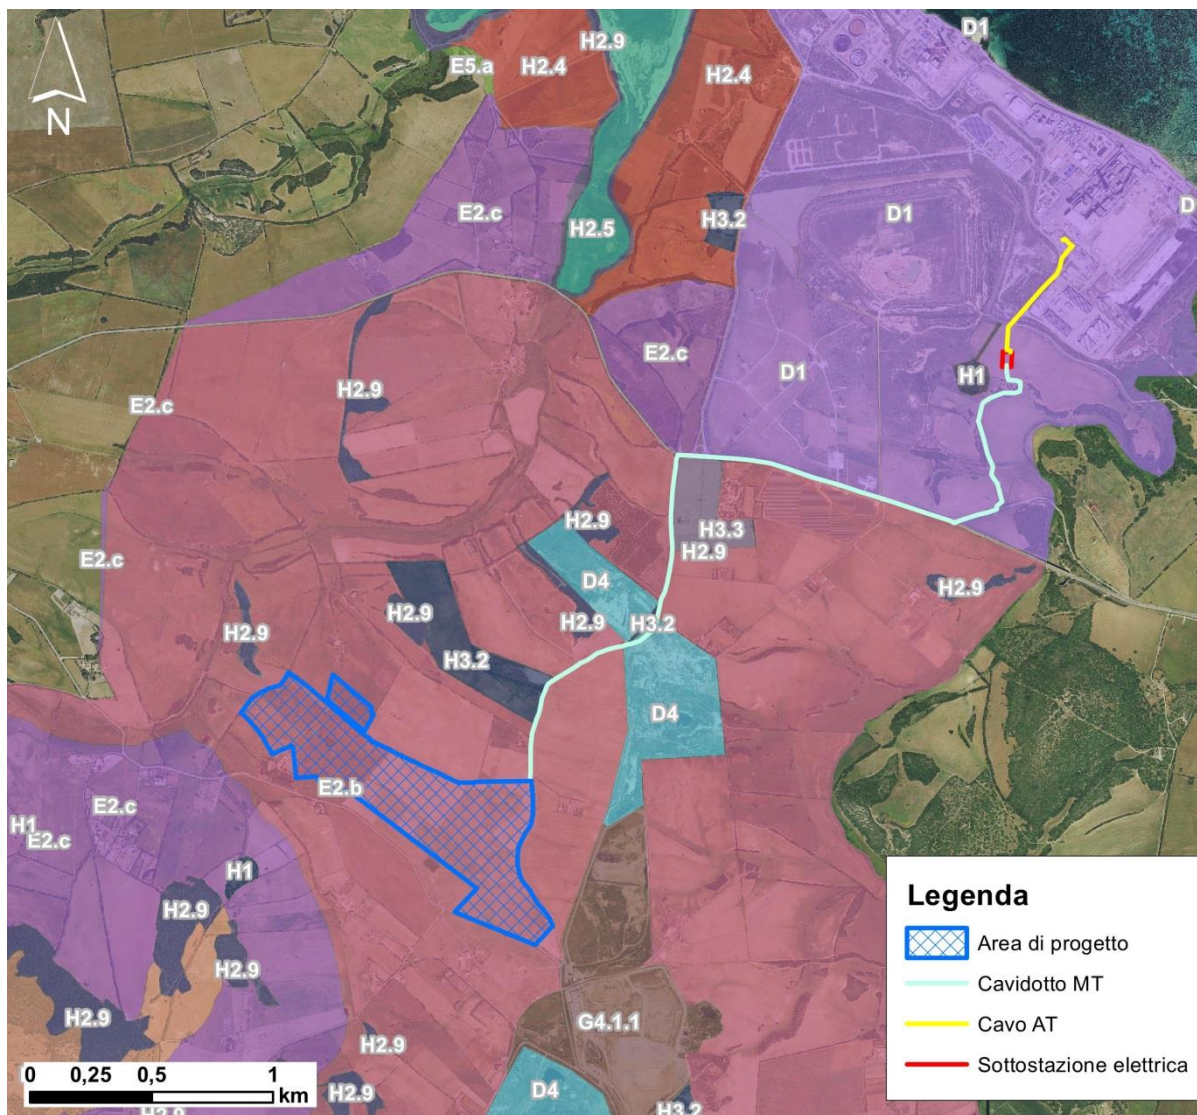 D1
H2.9
E5.a
H2.4
H2.4
N
E2.c
H2.5
H3.2
D1
E2.c
D1
H1
H2.9
E2.c
H2.9
H3.3
H2.9
E2.c
D4
H2.9
H2.9
H2.9
H3.2
H2.9
H3.2
D4
E2.b
E2.c
H1
E2.c
H1
H2.9
H2.9
H2.9
G4.1.1
H2.9
H2.9
D4
H3.2
H2.9
0 0,25 0,5 1
km
Legenda
Area di progetto
Cavidotto MT
Cavo AT
Sottostazione elettrica